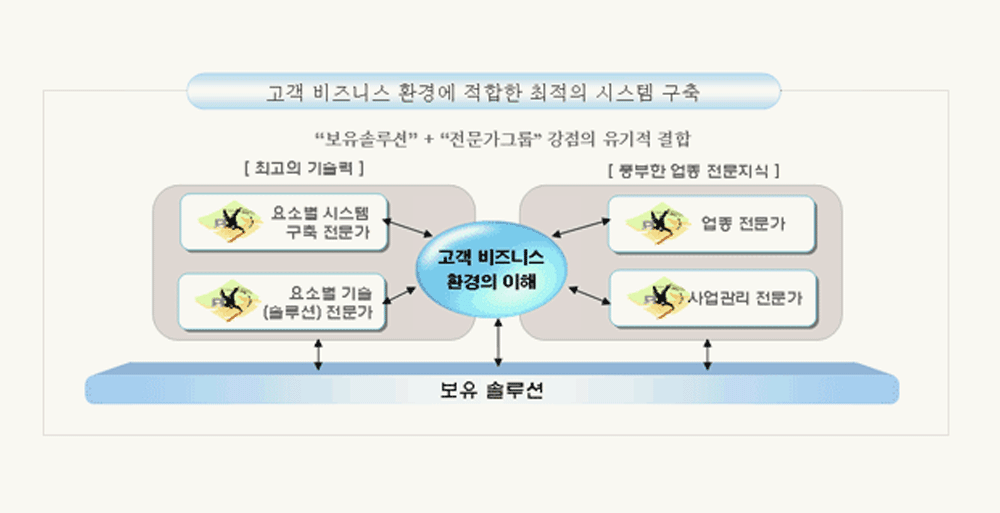 고객 비즈니스 환경에 적합한 최적의 시스템 구축
“보유솔루션” + “전문가그룹” 강점의 유기적 결합
[ 최고의 기술력 ]
[ 풍부한 업종 전문지식 ]
요소별 시스템
구축 전문가
업종 전문가
고객 비즈니스
환경의 이해
요소별 기술
(솔루션) 전문가
사업관리 전문가
보유 솔루션